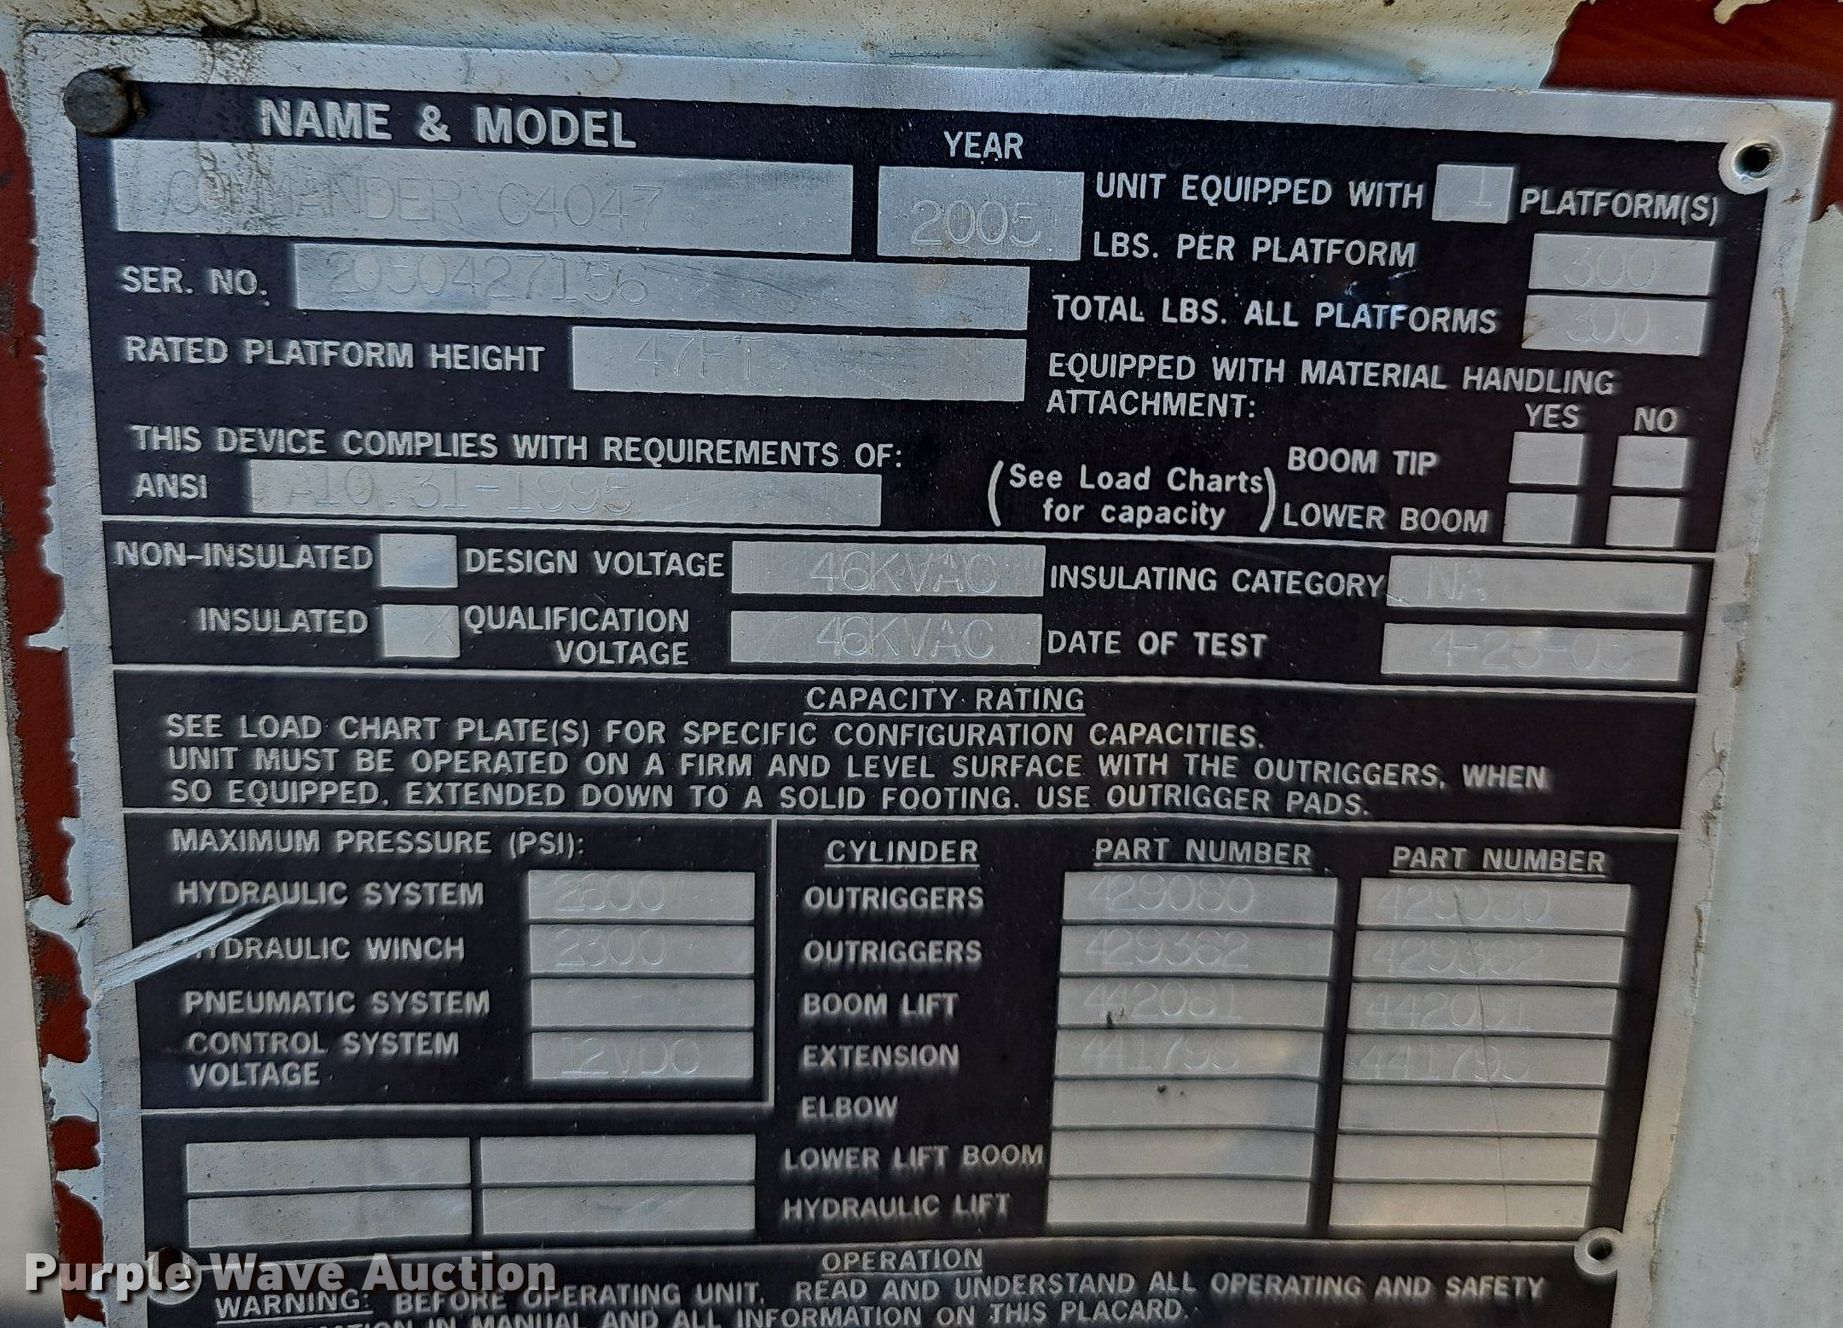 NAME & MODEL
YEAR
COMMANDER C4047
2005
UNIT EQUIPPED WITH 1 PLATFORM(S)
LBS. PER PLATFORM 300
SER. NO. 2050427156
TOTAL LBS. ALL PLATFORMS 300
RATED PLATFORM HEIGHT 47FT
EQUIPPED WITH MATERIAL HANDLING
ATTACHMENT:
YES NO
THIS DEVICE COMPLIES WITH REQUIREMENTS OF:
ANSI A10.31-1995
(See Load Charts for capacity)
BOOM TIP
LOWER BOOM
NON-INSULATED DESIGN VOLTAGE 46KVAC INSULATING CATEGORY NA
INSULATED X QUALIFICATION VOLTAGE 46KVAC DATE OF TEST 4-25-05
CAPACITY RATING
SEE LOAD CHART PLATE(S) FOR SPECIFIC CONFIGURATION CAPACITIES.
UNIT MUST BE OPERATED ON A FIRM AND LEVEL SURFACE WITH THE OUTRIGGERS, WHEN
SO EQUIPPED, EXTENDED DOWN TO A SOLID FOOTING. USE OUTRIGGER PADS.
MAXIMUM PRESSURE (PSI):
HYDRAULIC SYSTEM 2600
HYDRAULIC WINCH 2300
PNEUMATIC SYSTEM
CONTROL SYSTEM
VOLTAGE 12VDC
CYLINDER PART NUMBER PART NUMBER
OUTRIGGERS 429080
OUTRIGGERS 429362 429362
BOOM LIFT
EXTENSION
ELBOW
LOWER LIFT BOOM
HYDRAULIC LIFT
OPERATION
WARNING: BEFORE OPERATING UNIT, READ AND UNDERSTAND ALL OPERATING AND SAFETY
IN MANUAL AND ALL INFORMATION ON THIS PLACARD.
Purple Wave Auction